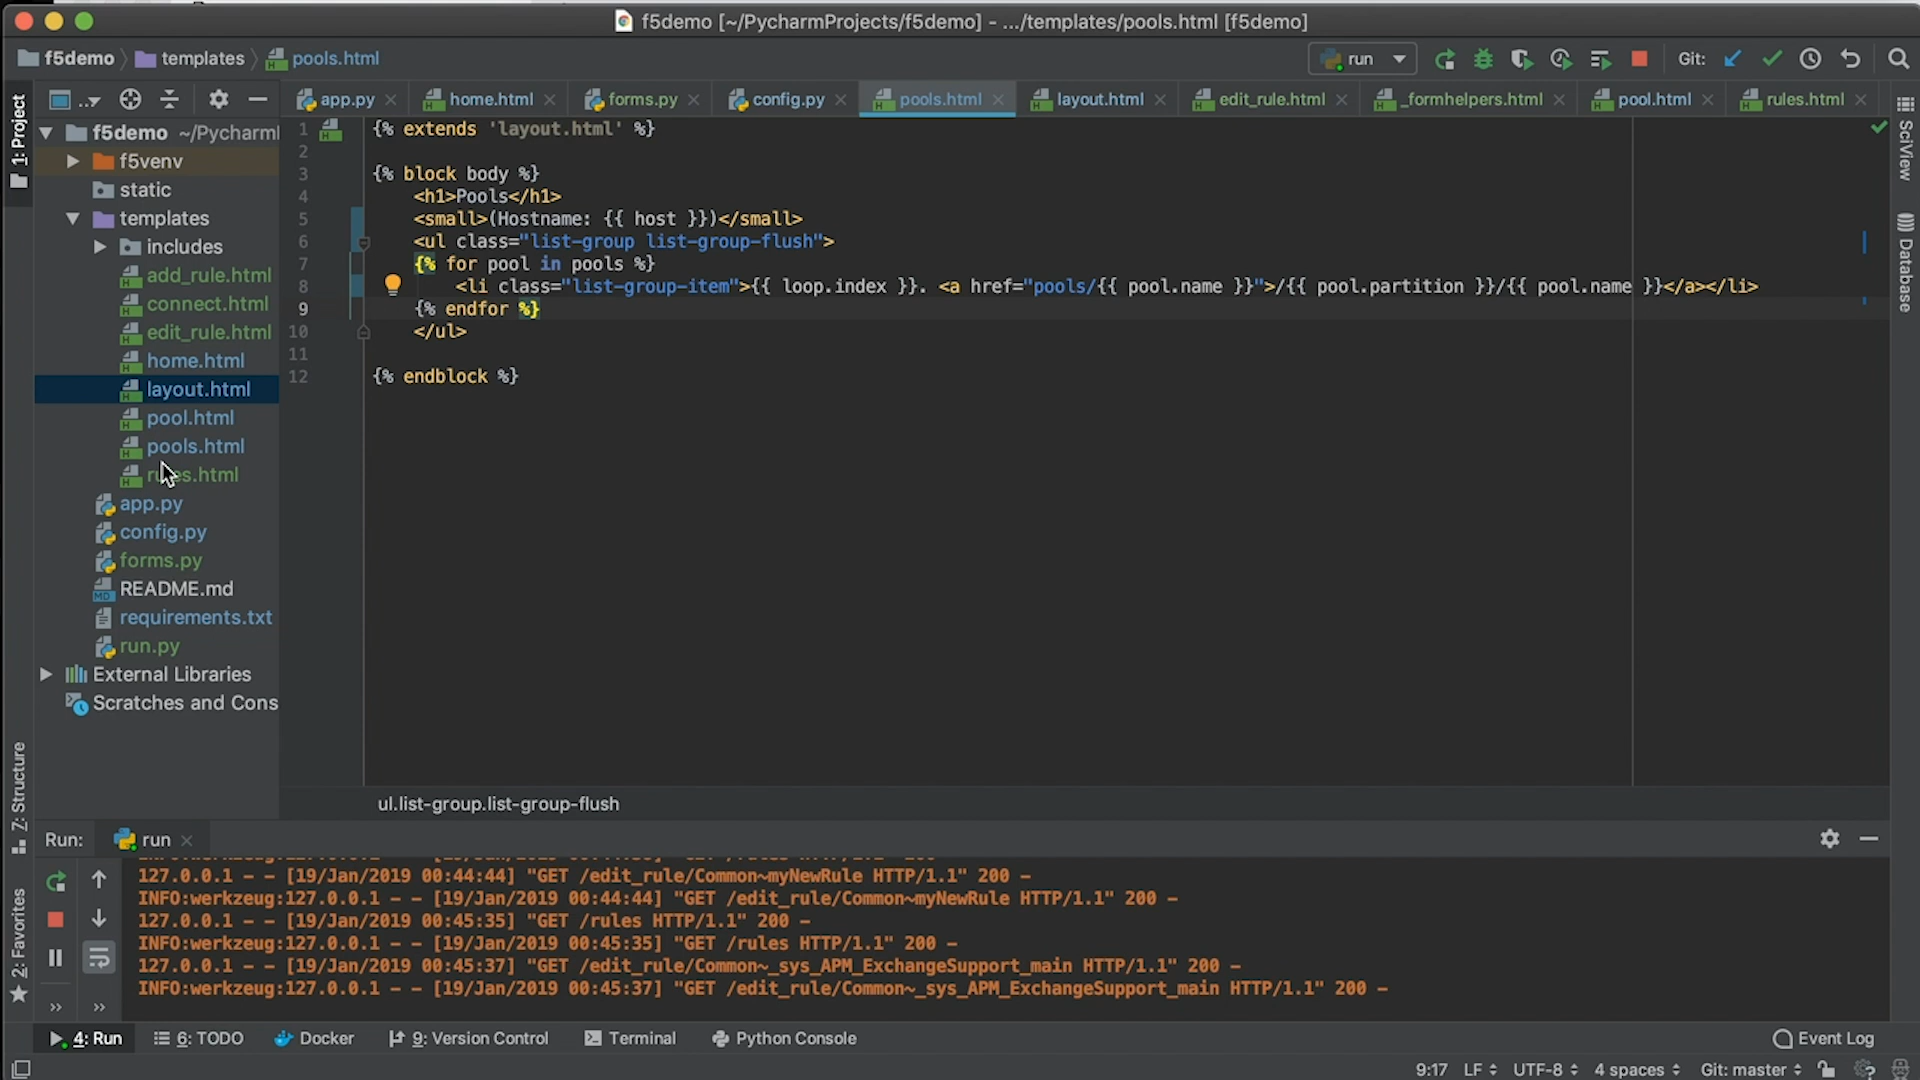 f5demo [~/PycharmProjects/f5demo] - .../templates/pools.html [f5demo]
f5demo templates pools.html
run Git:
..
app.py home.html forms.py config.py pools.html layout.html edit_rule.html _formhelpers.html pool.html rules.html
1: Project
f5demo ~/Pycharml
f5venv
static
templates
includes
add_rule.html
connect.html
edit_rule.html
home.html
layout.html
pool.html
pools.html
rules.html
app.py
config.py
forms.py
README.md
requirements.txt
run.py
External Libraries
Scratches and Cons
1 {% extends 'layout.html' %}
2
3 {% block body %}
4 <h1>Pools</h1>
5 <small>(Hostname: {{ host }})</small>
6 <ul class="list-group list-group-flush">
7 {% for pool in pools %}
8 <li class="list-group-item">{{ loop.index }}. <a href="pools/{{ pool.name }}">/{{ pool.partition }}/{{ pool.name }}</a></li>
9 {% endfor %}
10 </ul>
11
12 {% endblock %}
SciView
Database
Z: Structure
2: Favorites
ul.list-group.list-group-flush
Run: run
127.0.0.1 - - [19/Jan/2019 00:44:44] "GET /edit_rule/Common~myNewRule HTTP/1.1" 200 -
INFO:werkzeug:127.0.0.1 - - [19/Jan/2019 00:44:44] "GET /edit_rule/Common~myNewRule HTTP/1.1" 200 -
127.0.0.1 - - [19/Jan/2019 00:45:35] "GET /rules HTTP/1.1" 200 -
INFO:werkzeug:127.0.0.1 - - [19/Jan/2019 00:45:35] "GET /rules HTTP/1.1" 200 -
127.0.0.1 - - [19/Jan/2019 00:45:37] "GET /edit_rule/Common~_sys_APM_ExchangeSupport_main HTTP/1.1" 200 -
INFO:werkzeug:127.0.0.1 - - [19/Jan/2019 00:45:37] "GET /edit_rule/Common~_sys_APM_ExchangeSupport_main HTTP/1.1" 200 -
4: Run 6: TODO Docker 9: Version Control Terminal Python Console Event Log
9:17 LF UTF-8 4 spaces Git: master